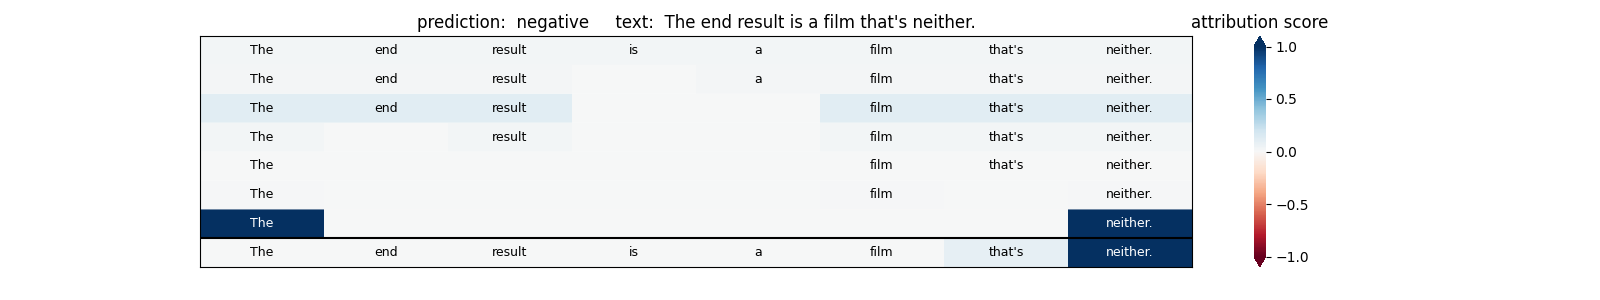 prediction:  negative     text:  The end result is a film that's neither.
attribution score
The end result is a film that's neither.
The end result a film that's neither.
The end result film that's neither.
The result film that's neither.
The film that's neither.
The film neither.
The neither.
The end result is a film that's neither.
1.0
0.5
0.0
−0.5
−1.0